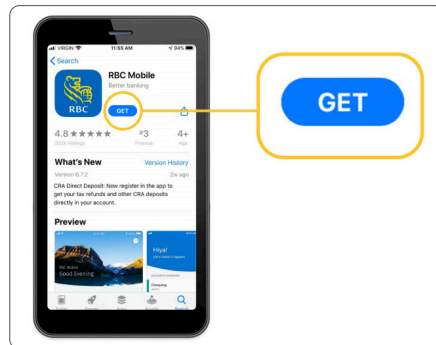 VIRGIN 11:55 AM 94%
Search
RBC Mobile
Better banking
RBC
GET
GET
4.8 #3 4+
Ratings Finance Age
What's New Version History
Version 6.7.2 2w ago
CRA Direct Deposit: Now register in the app to
get your tax refunds and other CRA deposits
directly in your account.
Preview
RBC Mobile
Good Evening
Hiya!
Chequing
Search